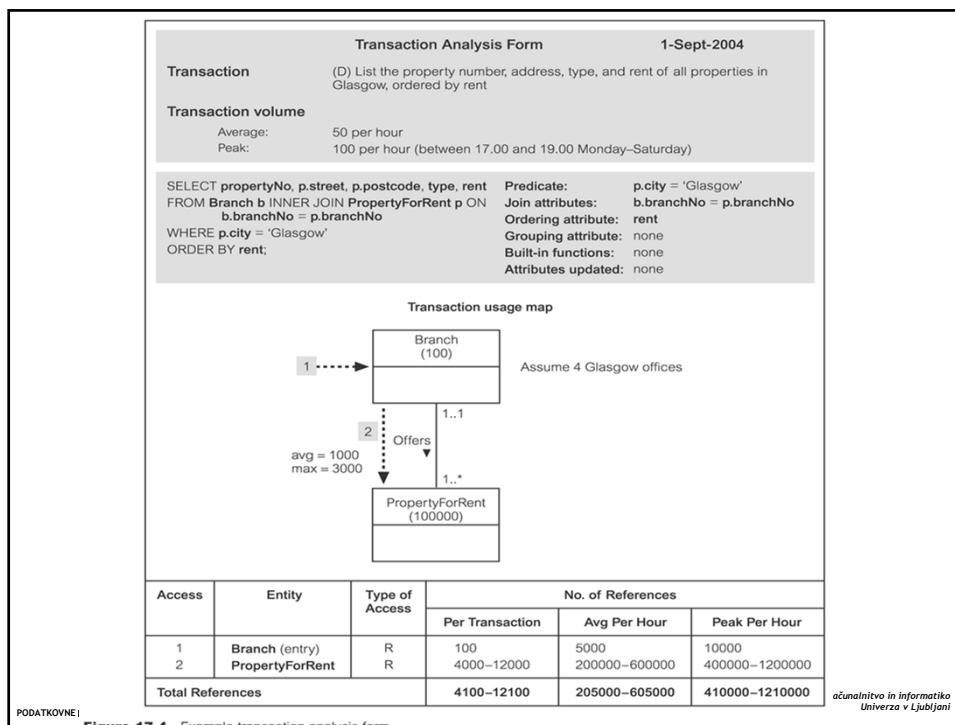 Transaction Analysis Form 1-Sept-2004
Transaction (D) List the property number, address, type, and rent of all properties in
Glasgow, ordered by rent
Transaction volume
Average: 50 per hour
Peak: 100 per hour (between 17.00 and 19.00 Monday–Saturday)
SELECT propertyNo, p.street, p.postcode, type, rent
FROM Branch b INNER JOIN PropertyForRent p ON
b.branchNo = p.branchNo
WHERE p.city = ‘Glasgow’
ORDER BY rent;
Predicate: p.city = ‘Glasgow’
Join attributes: b.branchNo = p.branchNo
Ordering attribute: rent
Grouping attribute: none
Built-in functions: none
Attributes updated: none
Transaction usage map
Branch
(100)
1
Assume 4 Glasgow offices
1..1
2
Offers
avg = 1000
max = 3000
1..*
PropertyForRent
(100000)
Access Entity Type of Access No. of References
Per Transaction Avg Per Hour Peak Per Hour
1 Branch (entry) R 100 5000 10000
2 PropertyForRent R 4000–12000 200000–600000 400000–1200000
Total References 4100–12100 205000–605000 410000–1210000
PODATKOVNE
ačunalnitvo in informatiko
Univerza v Ljubljani
Example transaction analysis form